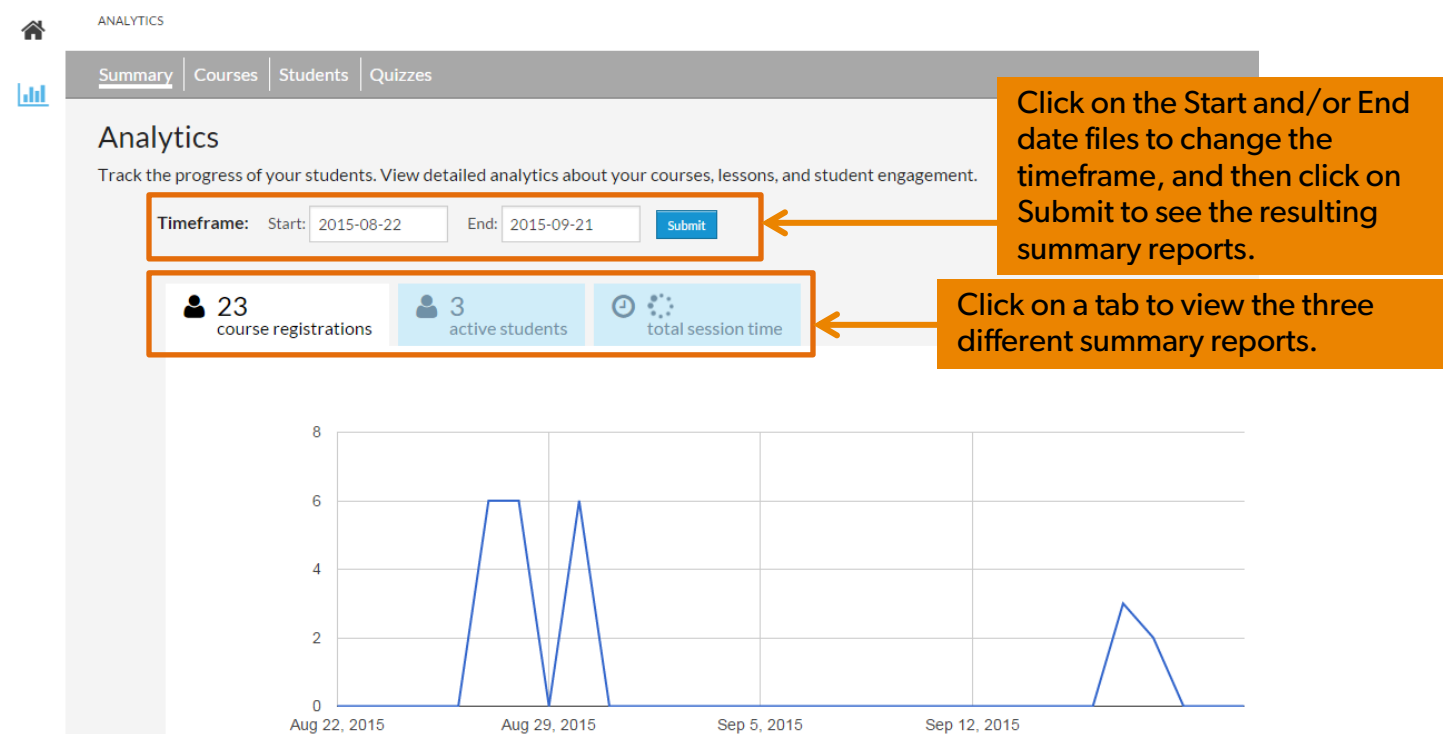 ANALYTICS
Summary Courses Students Quizzes
Analytics
Track the progress of your students. View detailed analytics about your courses, lessons, and student engagement.
Timeframe: Start: 2015-08-22 End: 2015-09-21 Submit
Click on the Start and/or End
date files to change the
timeframe, and then click on
Submit to see the resulting
summary reports.
23
course registrations
3
active students
total session time
Click on a tab to view the three
different summary reports.
8
6
4
2
0
Aug 22, 2015 Aug 29, 2015 Sep 5, 2015 Sep 12, 2015